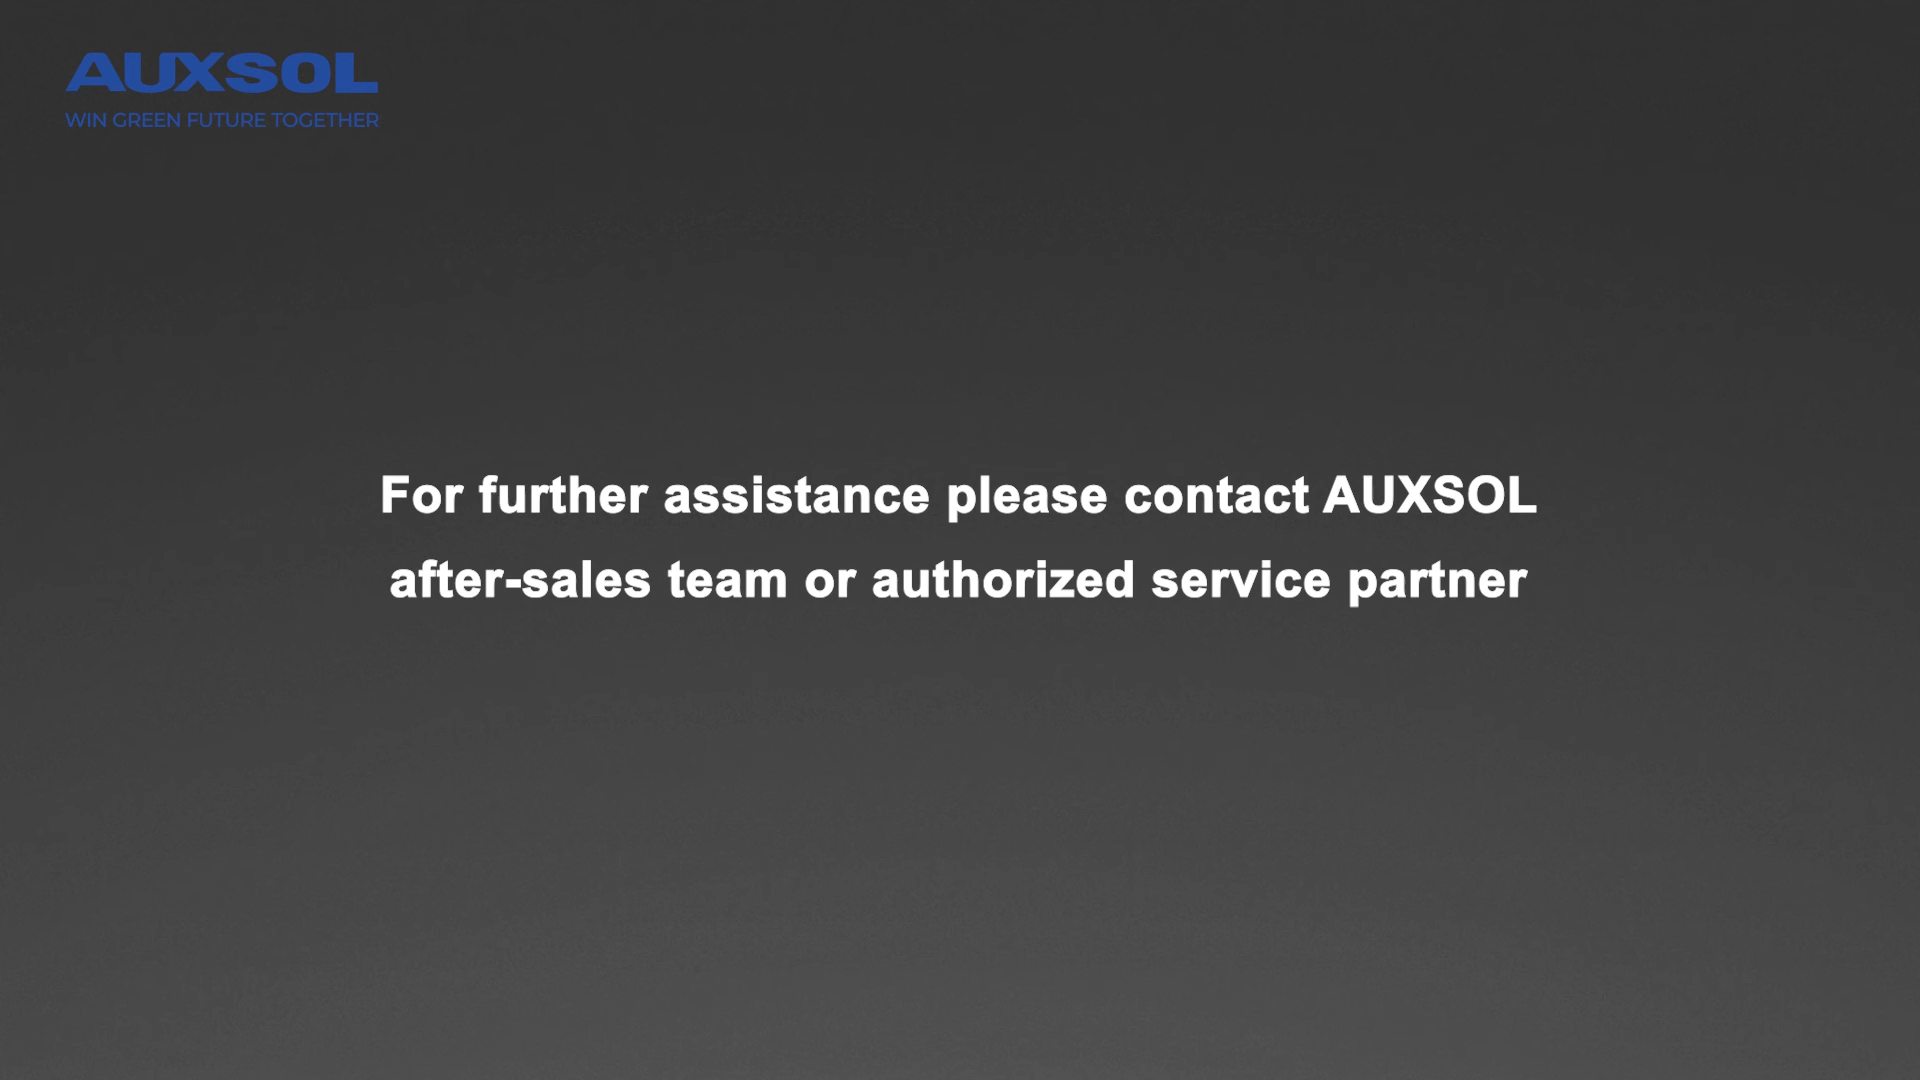 AUXSOL
WIN GREEN FUTURE TOGETHER
For further assistance please contact AUXSOL
after-sales team or authorized service partner